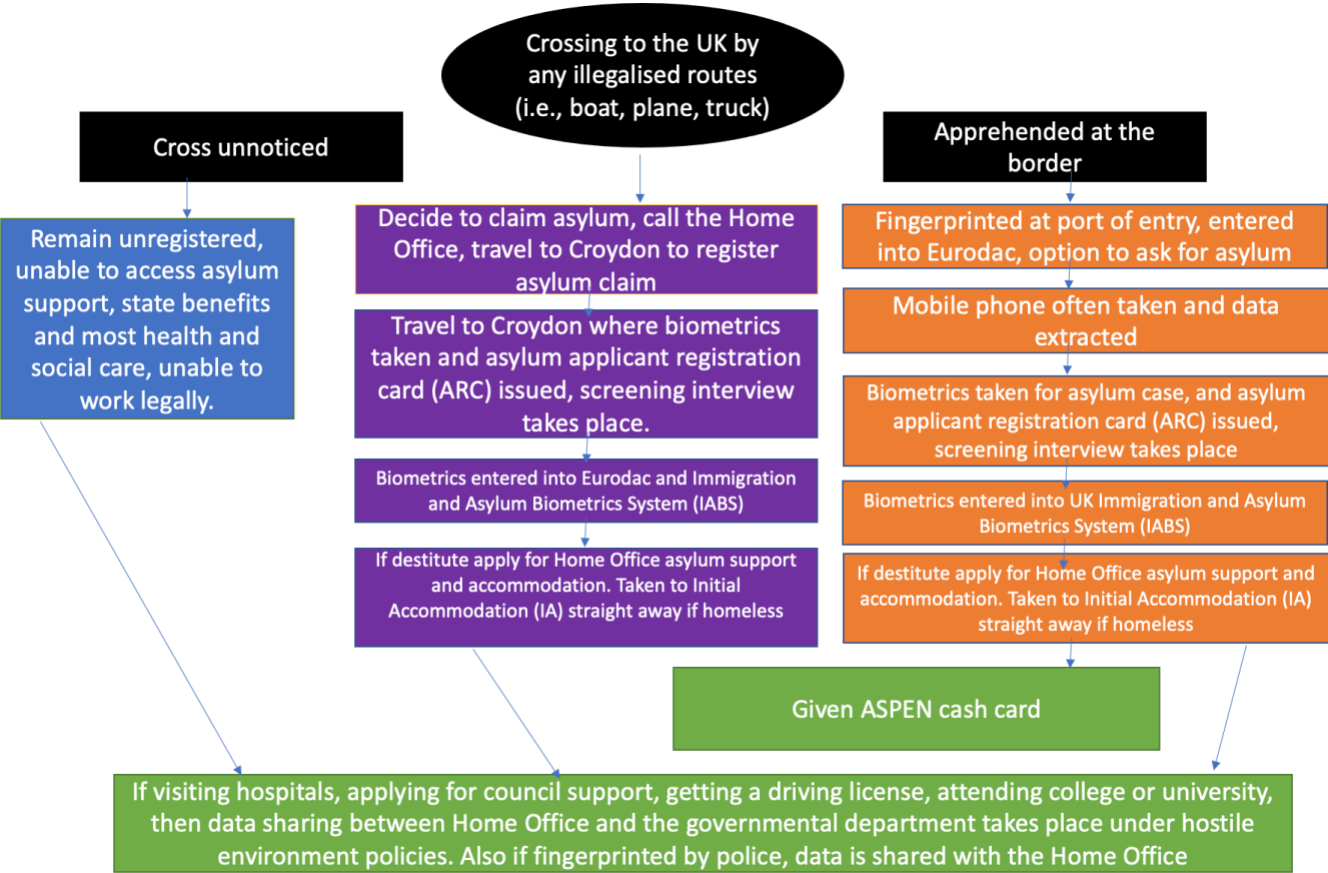 Crossing to the UK by
any illegalised routes
(i.e., boat, plane, truck)
Cross unnoticed
Apprehended at the
border
Remain unregistered,
unable to access asylum
support, state benefits
and most health and
social care, unable to
work legally.
Decide to claim asylum, call the Home
Office, travel to Croydon to register
asylum claim
Travel to Croydon where biometrics
taken and asylum applicant registration
card (ARC) issued, screening interview
takes place.
Biometrics entered into Eurodac and Immigration
and Asylum Biometrics System (IABS)
If destitute apply for Home Office asylum support
and accommodation. Taken to Initial
Accommodation (IA) straight away if homeless
Fingerprinted at port of entry, entered
into Eurodac, option to ask for asylum
Mobile phone often taken and data
extracted
Biometrics taken for asylum case, and asylum
applicant registration card (ARC) issued,
screening interview takes place
Biometrics entered into UK Immigration and Asylum
Biometrics System (IABS)
If destitute apply for Home Office asylum support and
accommodation. Taken to Initial Accommodation (IA)
straight away if homeless
Given ASPEN cash card
If visiting hospitals, applying for council support, getting a driving license, attending college or university,
then data sharing between Home Office and the governmental department takes place under hostile
environment policies. Also if fingerprinted by police, data is shared with the Home Office